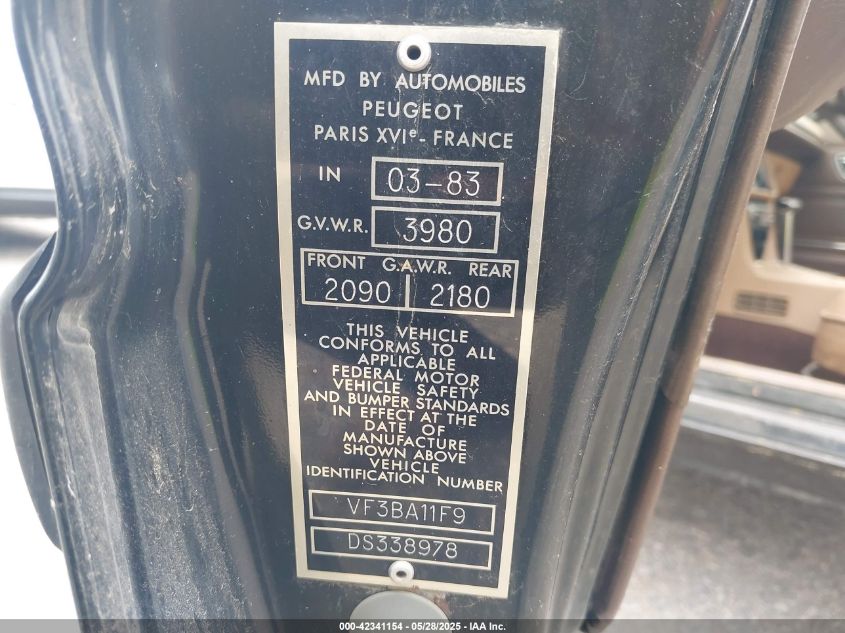 MFD BY AUTOMOBILES
PEUGEOT
PARIS XVIe - FRANCE
IN 03-83
G.V.W.R. 3980
FRONT G.A.W.R. REAR
2090 2180
THIS VEHICLE
CONFORMS TO ALL
APPLICABLE
FEDERAL MOTOR
VEHICLE SAFETY
AND BUMPER STANDARDS
IN EFFECT AT THE
DATE OF
MANUFACTURE
SHOWN ABOVE
VEHICLE
IDENTIFICATION NUMBER
VF3BA11F9
DS338978
000-42341154 - 05/28/2025 - IAA Inc.